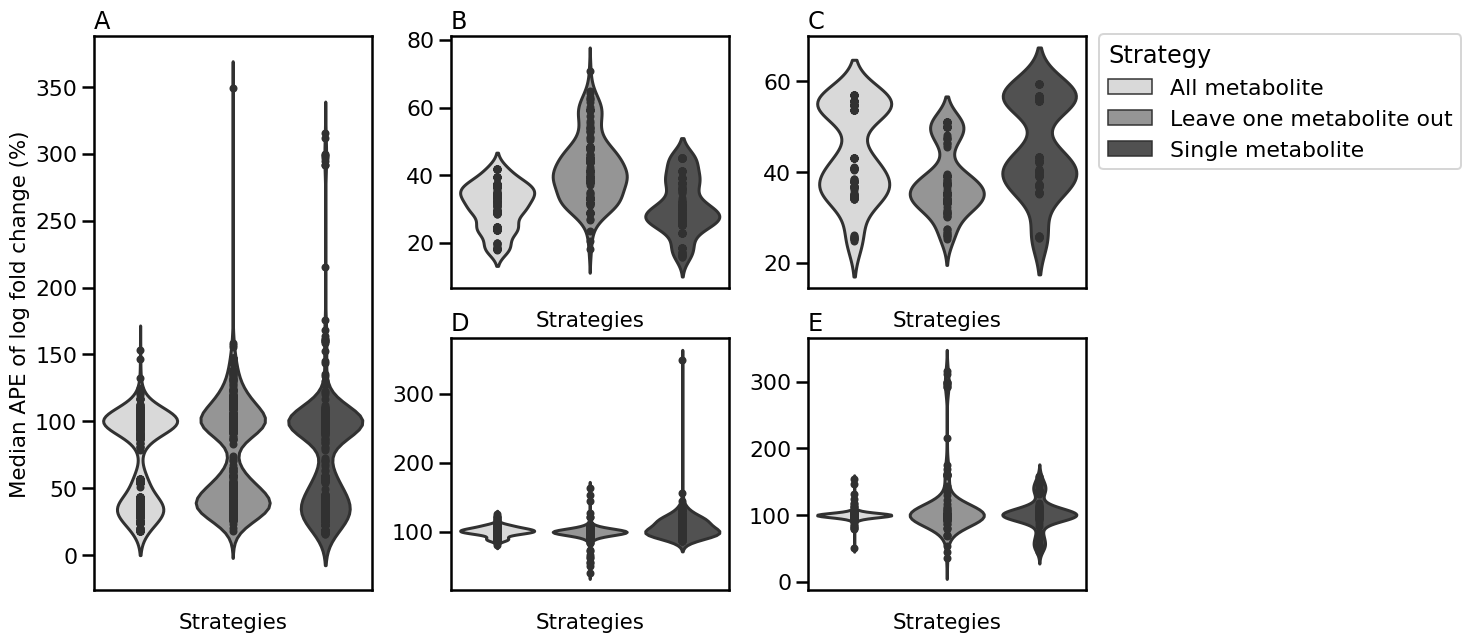 A
Median APE of log fold change (%)
350
300
250
200
150
100
50
0
Strategies
B
80
60
40
20
Strategies
C
60
40
20
Strategies
Strategy
All metabolite
Leave one metabolite out
Single metabolite
D
300
200
100
Strategies
E
300
200
100
0
Strategies